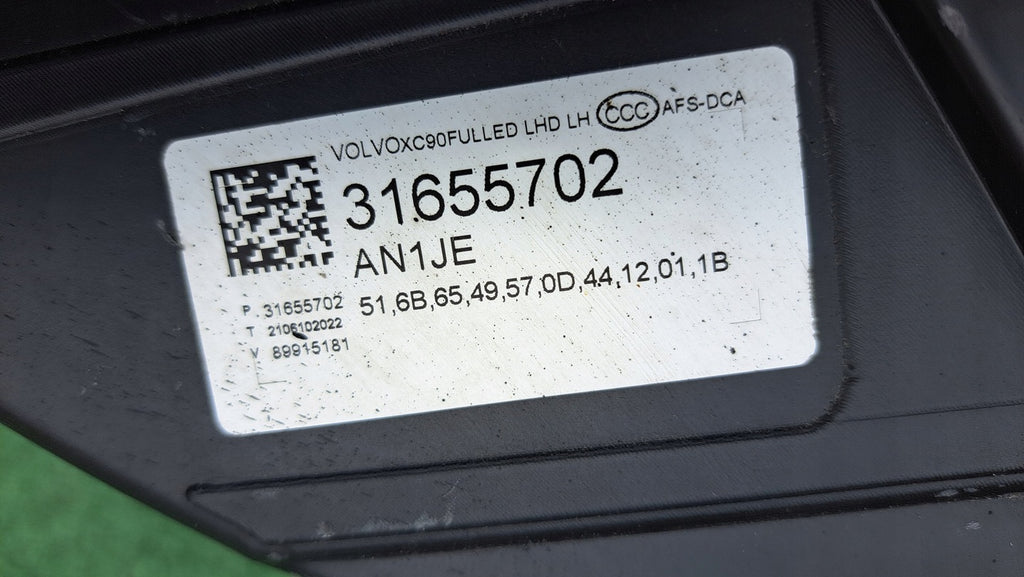 VOLVOXC90FULLED LHD LH CCC AFS-DCA
31655702
AN1JE
51,6B,65,49,57,0D,44,12,01,1B
P 31655702
T 2106102022
V 89915181